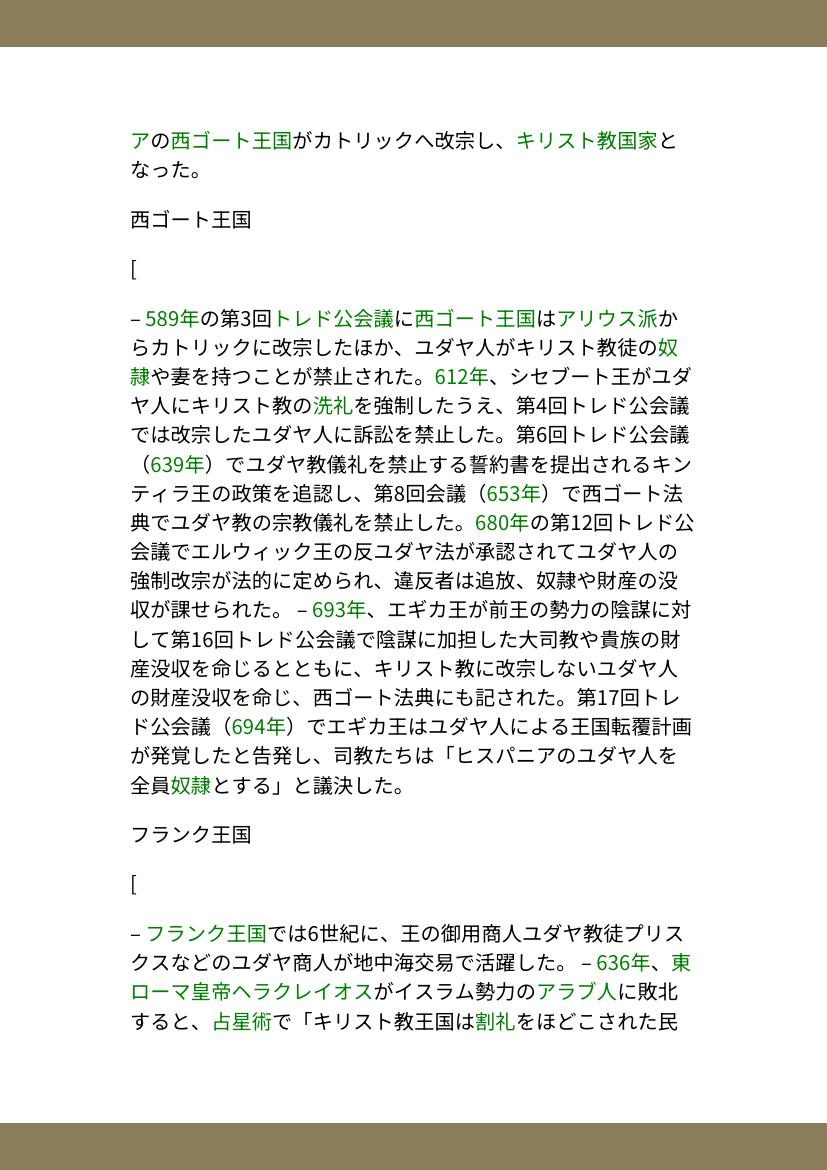 アの西ゴート王国がカトリックへ改宗し、キリスト教国家と
なった。
西ゴート王国
[
– 589年の第3回トレド公会議に西ゴート王国はアリウス派か
らカトリックに改宗したほか、ユダヤ人がキリスト教徒の奴
隷や妻を持つことが禁止された。612年、シセブート王がユダ
ヤ人にキリスト教の洗礼を強制したうえ、第4回トレド公会議
では改宗したユダヤ人に訴訟を禁止した。第6回トレド公会議
（639年）でユダヤ教儀礼を禁止する誓約書を提出されるキン
ティラ王の政策を追認し、第8回会議（653年）で西ゴート法
典でユダヤ教の宗教儀礼を禁止した。680年の第12回トレド公
会議でエルウィック王の反ユダヤ法が承認されてユダヤ人の
強制改宗が法的に定められ、違反者は追放、奴隷や財産の没
収が課せられた。 – 693年、エギカ王が前王の勢力の陰謀に対
して第16回トレド公会議で陰謀に加担した大司教や貴族の財
産没収を命じるとともに、キリスト教に改宗しないユダヤ人
の財産没収を命じ、西ゴート法典にも記された。第17回トレ
ド公会議（694年）でエギカ王はユダヤ人による王国転覆計画
が発覚したと告発し、司教たちは「ヒスパニアのユダヤ人を
全員奴隷とする」と議決した。
フランク王国
[
– フランク王国では6世紀に、王の御用商人ユダヤ教徒プリス
クスなどのユダヤ商人が地中海交易で活躍した。 – 636年、東
ローマ皇帝ヘラクレイオスがイスラム勢力のアラブ人に敗北
すると、占星術で「キリスト教王国は割礼をほどこされた民